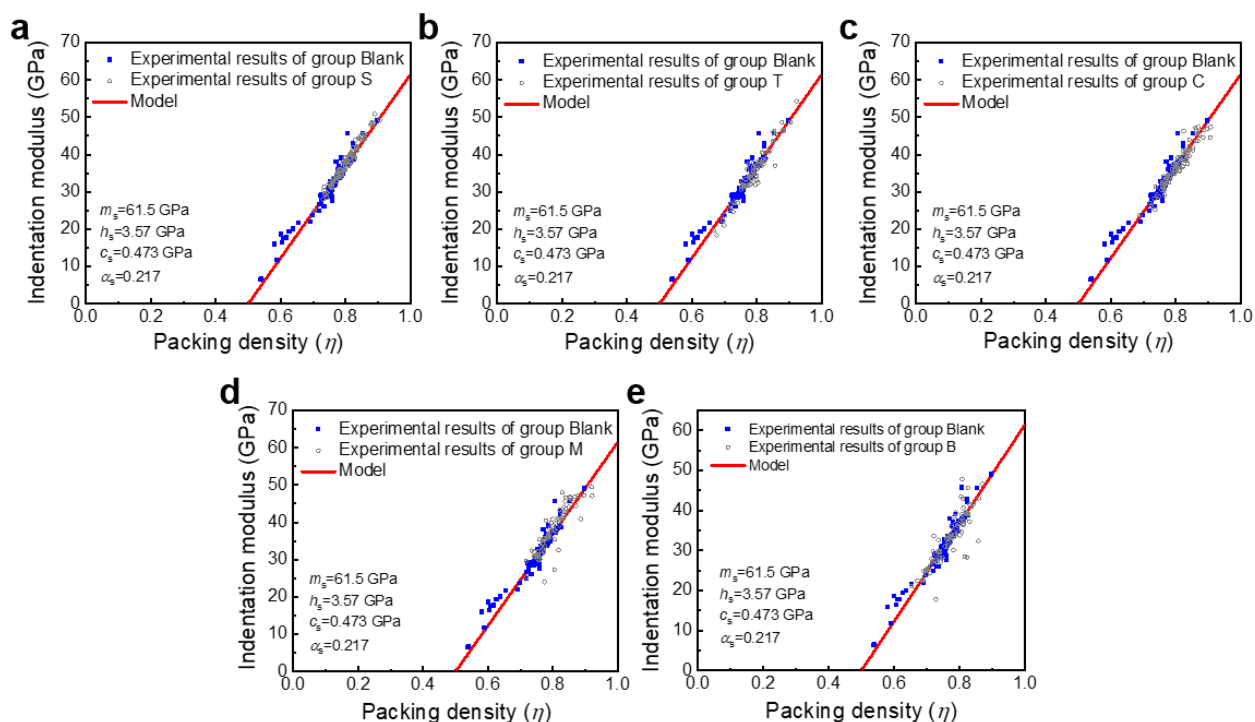 a
Indentation modulus (GPa)
70
60
50
40
30
20
10
0
Experimental results of group Blank
Experimental results of group S
Model
mₛ=61.5 GPa
hₛ=3.57 GPa
cₛ=0.473 GPa
αₛ=0.217
0.0 0.2 0.4 0.6 0.8 1.0
Packing density (η)
b
Indentation modulus (GPa)
70
60
50
40
30
20
10
0
Experimental results of group Blank
Experimental results of group T
Model
mₛ=61.5 GPa
hₛ=3.57 GPa
cₛ=0.473 GPa
αₛ=0.217
0.0 0.2 0.4 0.6 0.8 1.0
Packing density (η)
c
Indentation modulus (GPa)
70
60
50
40
30
20
10
0
Experimental results of group Blank
Experimental results of group C
Model
mₛ=61.5 GPa
hₛ=3.57 GPa
cₛ=0.473 GPa
αₛ=0.217
0.0 0.2 0.4 0.6 0.8 1.0
Packing density (η)
d
Indentation modulus (GPa)
70
60
50
40
30
20
10
0
Experimental results of group Blank
Experimental results of group M
Model
mₛ=61.5 GPa
hₛ=3.57 GPa
cₛ=0.473 GPa
αₛ=0.217
0.0 0.2 0.4 0.6 0.8 1.0
Packing density (η)
e
Indentation modulus (GPa)
60
50
40
30
20
10
0
Experimental results of group Blank
Experimental results of group B
Model
mₛ=61.5 GPa
hₛ=3.57 GPa
cₛ=0.473 GPa
αₛ=0.217
0.0 0.2 0.4 0.6 0.8 1.0
Packing density (η)